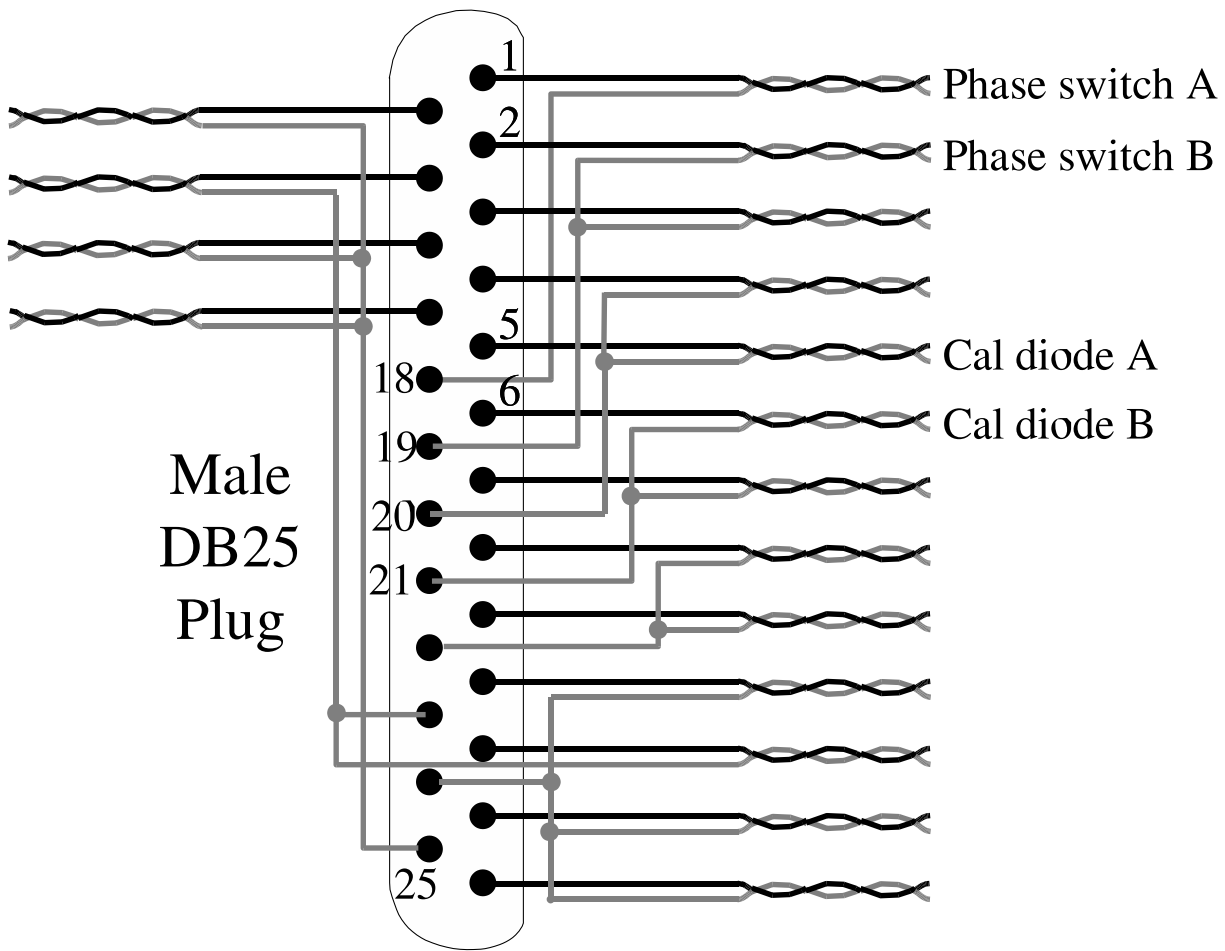 1
Phase switch A
2
Phase switch B
5
Cal diode A
18
6
Cal diode B
19
Male
20
DB25
21
Plug
25